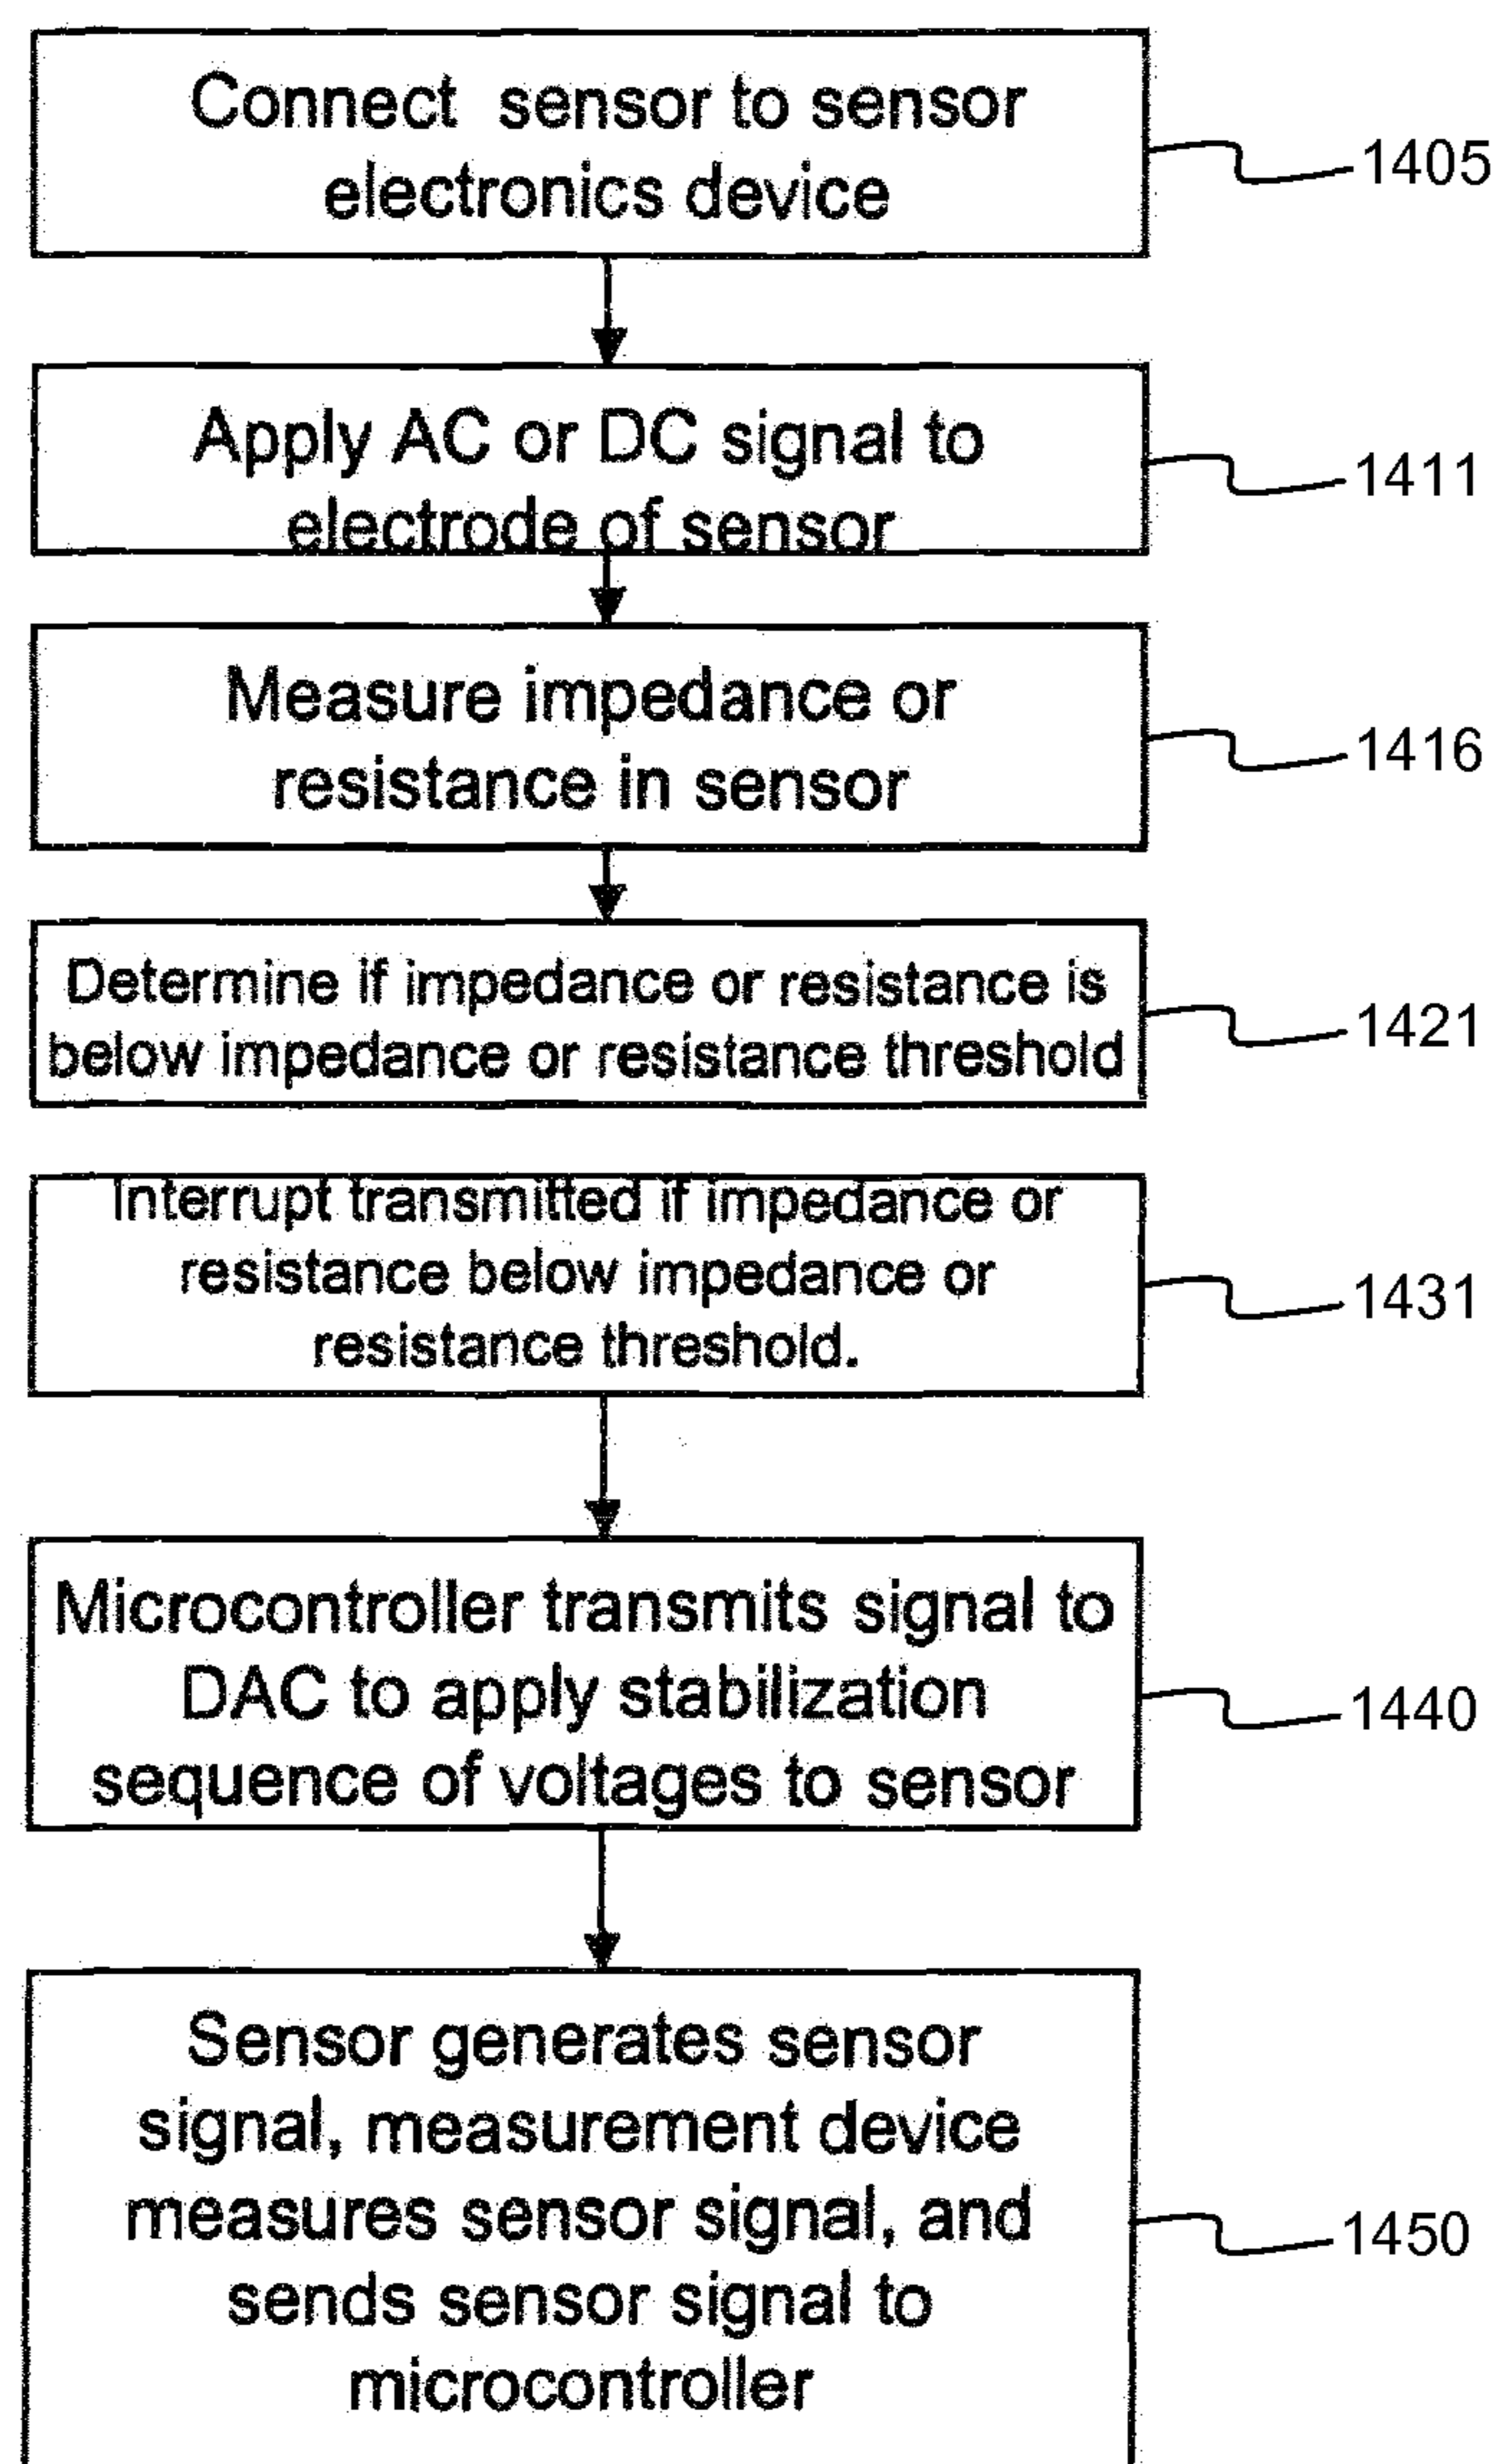 Connect sensor to sensor
electronics device
1405
Apply AC or DC signal to
electrode of sensor
1411
Measure impedance or
resistance in sensor
1416
Determine if impedance or resistance is
below impedance or resistance threshold
1421
Interrupt transmitted if impedance or
resistance below impedance or
resistance threshold.
1431
Microcontroller transmits signal to
DAC to apply stabilization
sequence of voltages to sensor
1440
Sensor generates sensor
signal, measurement device
measures sensor signal, and
sends sensor signal to
microcontroller
1450